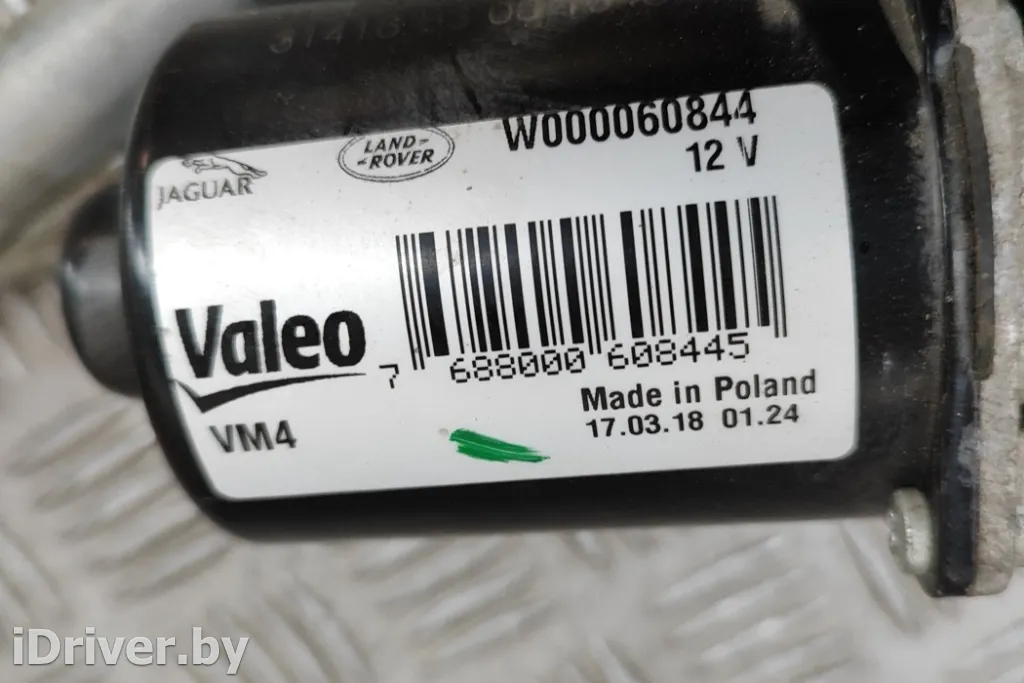 JAGUAR
LAND-
-ROVER
W000060844
12 V
Valeo
7 688000 608445
VM4
Made in Poland
17.03.18 01.24
iDriver.by